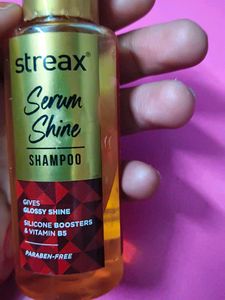 streax®
Serum
Shine
SHAMPOO
GIVES
GLOSSY SHINE
SILICONE BOOSTERS
& VITAMIN B5
PARABEN-FREE